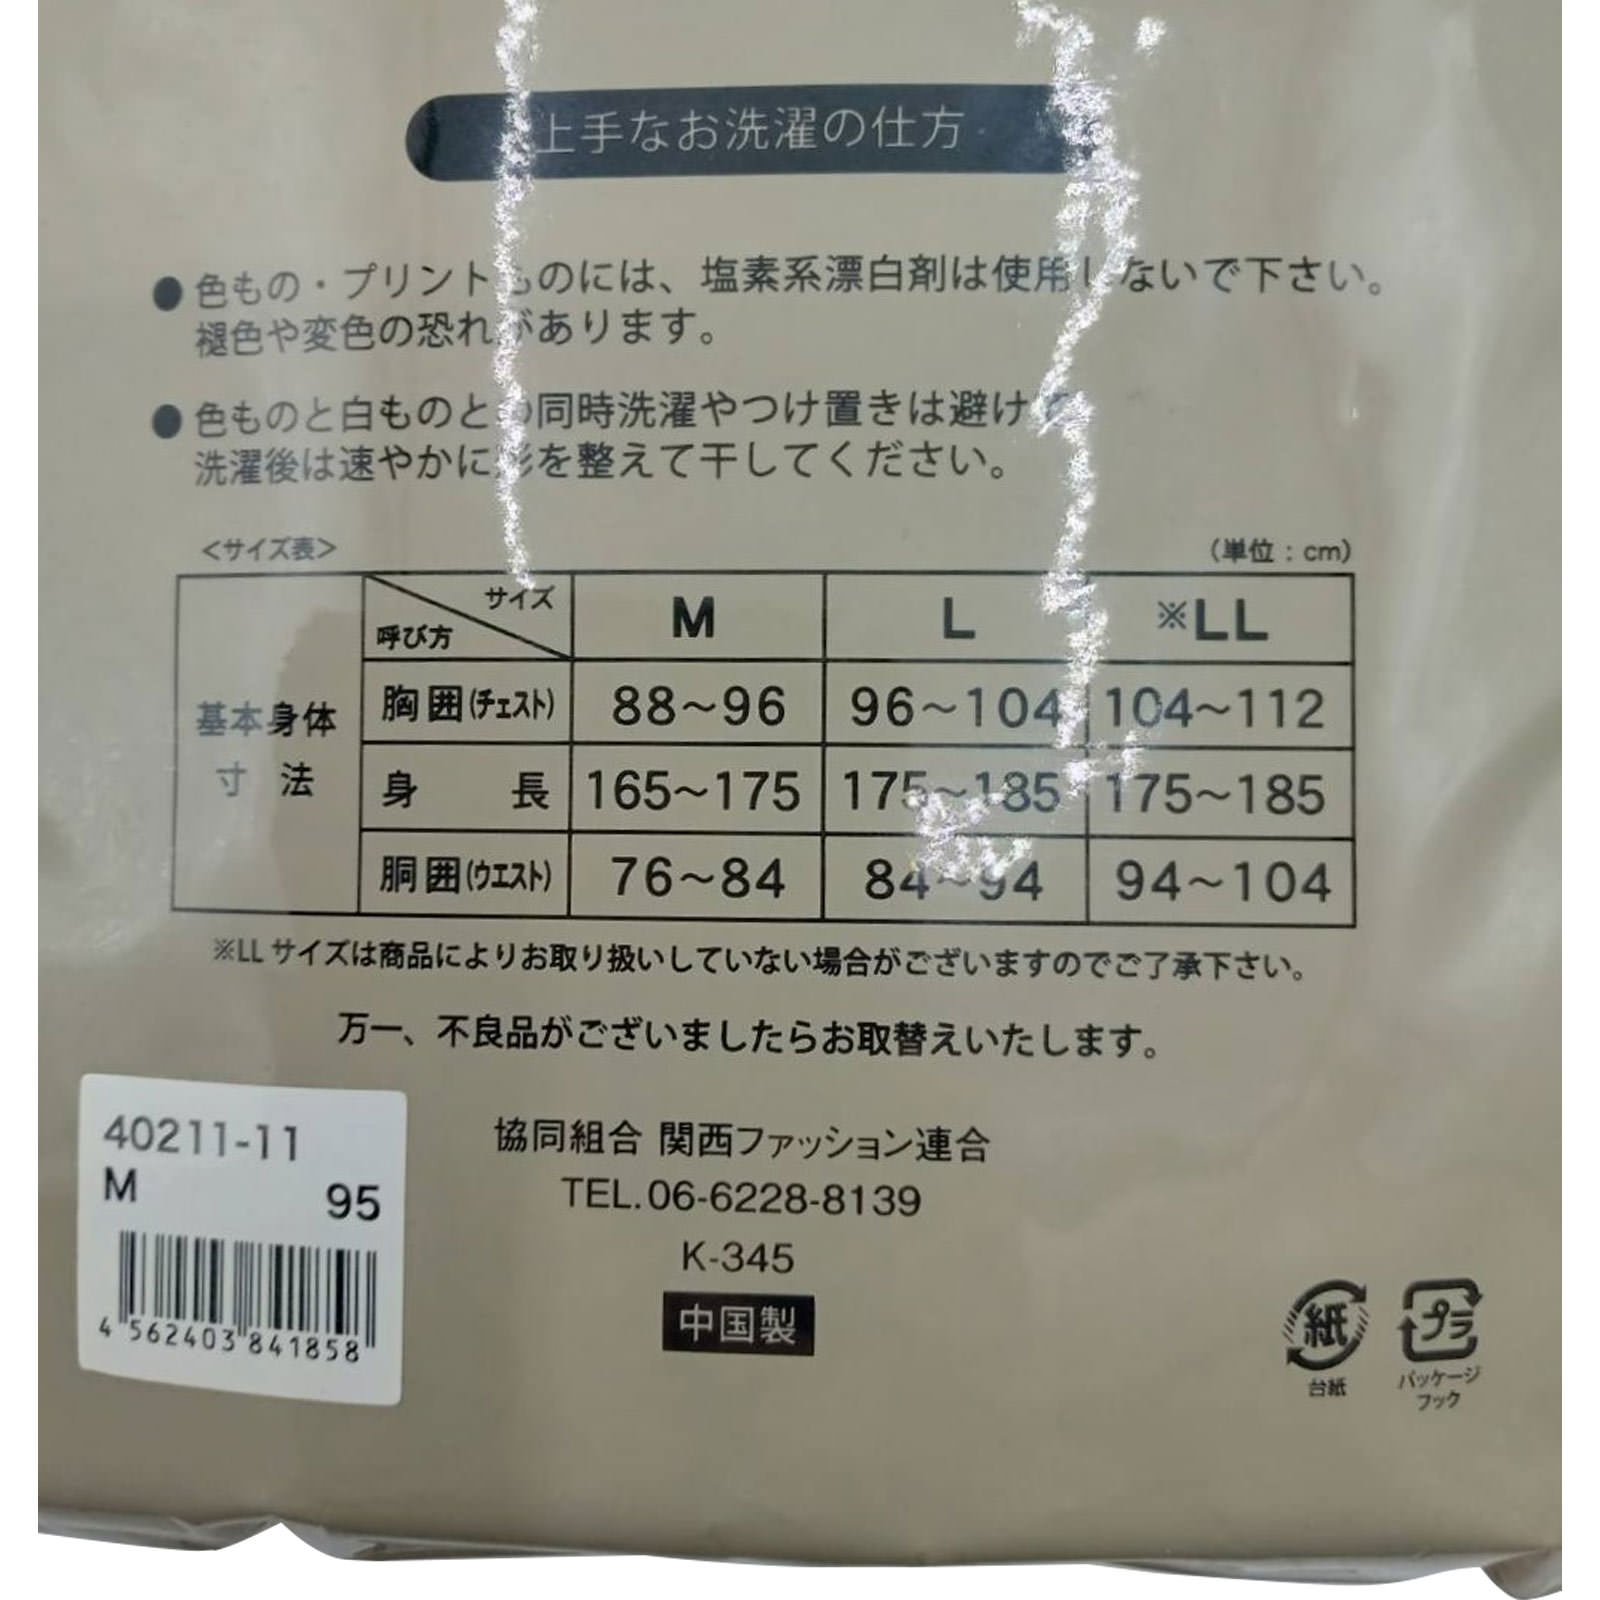 上手なお洗濯の仕方
●色もの・プリントものには、塩素系漂白剤は使用しないで下さい。
褪色や変色の恐れがあります。
●色ものと白ものとの同時洗濯やつけ置きは避けて
洗濯後は速やかに形を整えて干してください。
<サイズ表> (単位:cm)
サイズ 呼び方 M L ※LL
基本身体寸法
胸囲(チェスト) 88~96 96~104 104~112
身長 165~175 175~185 175~185
胴囲(ウエスト) 76~84 84~94 94~104
※LLサイズは商品によりお取り扱いしていない場合がございますのでご了承下さい。
万一、不良品がございましたらお取替えいたします。
協同組合 関西ファッション連合
TEL.06-6228-8139
K-345
中国製
40211-11
M 95
4 562403 841858
紙
台紙
プラ
パッケージ
フック